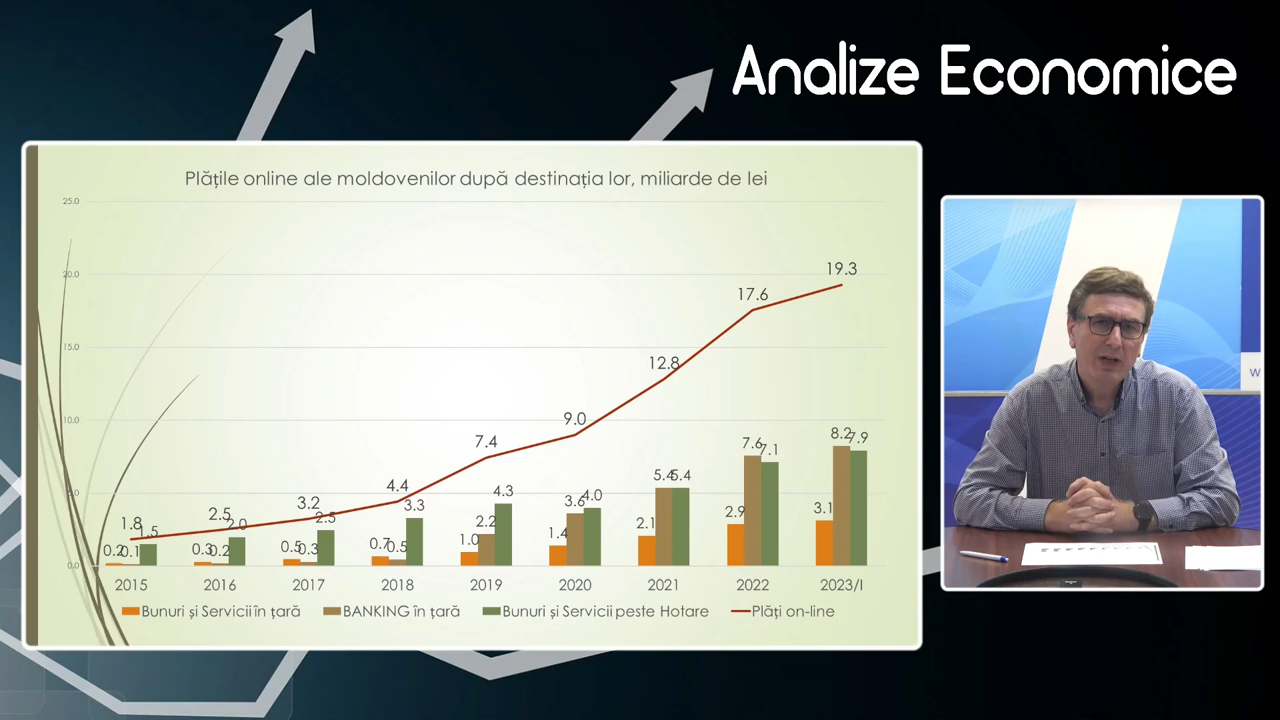 Analize Economice
Plățile online ale moldovenilor după destinația lor, miliarde de lei
25.0
20.0
15.0
10.0
5.0
0.0
1.8 2.5 3.2 4.4 7.4 9.0 12.8 17.6 19.3
0.2 0.1 1.5
0.3 0.2 2.0
0.5 0.3 2.5
0.7 0.5 3.3
1.0 2.2 4.3
1.4 3.6 4.0
2.1 5.4 5.4
2.9 7.6 7.1
3.1 8.2 7.9
2015 2016 2017 2018 2019 2020 2021 2022 2023/I
Bunuri și Servicii în țară BANKING în țară Bunuri și Servicii peste Hotare Plăți on-line
W